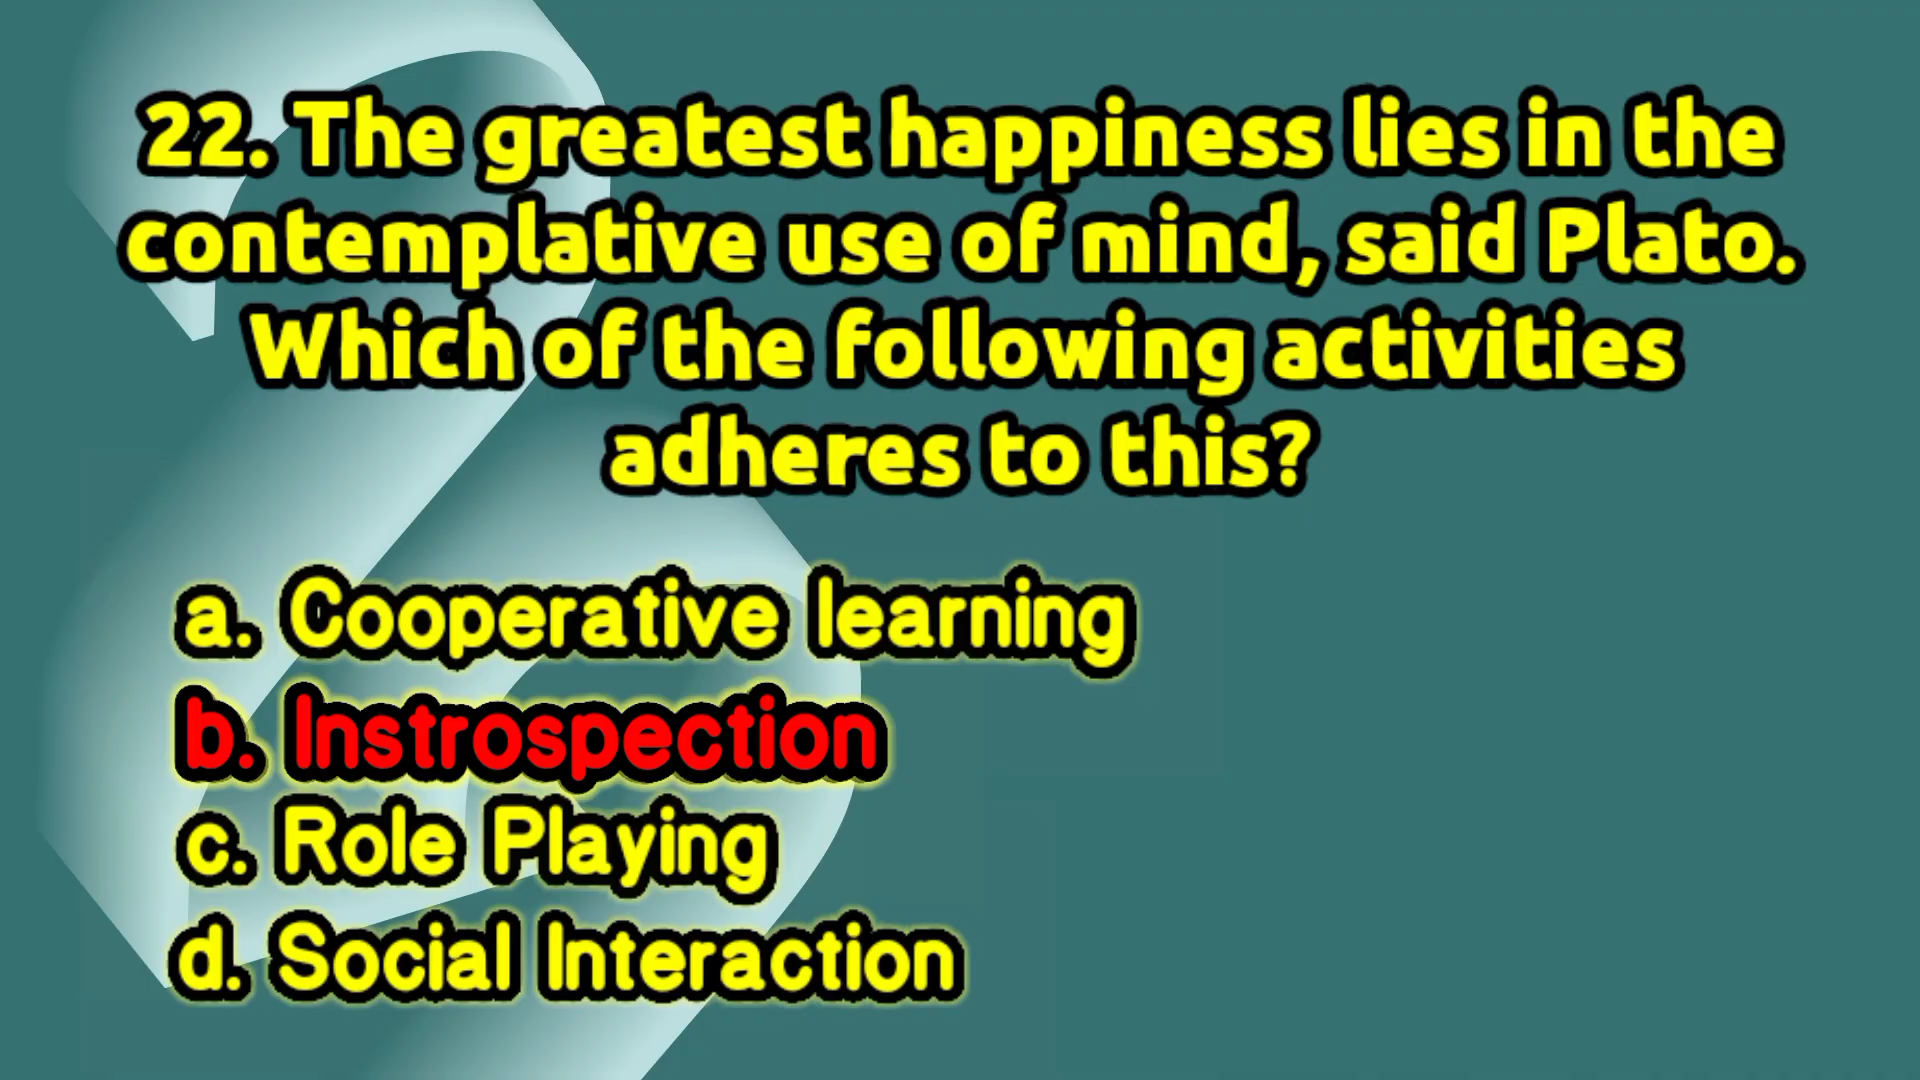 22. The greatest happiness lies in the
contemplative use of mind, said Plato.
Which of the following activities
adheres to this?
a. Cooperative learning
b. Instrospection
c. Role Playing
d. Social Interaction